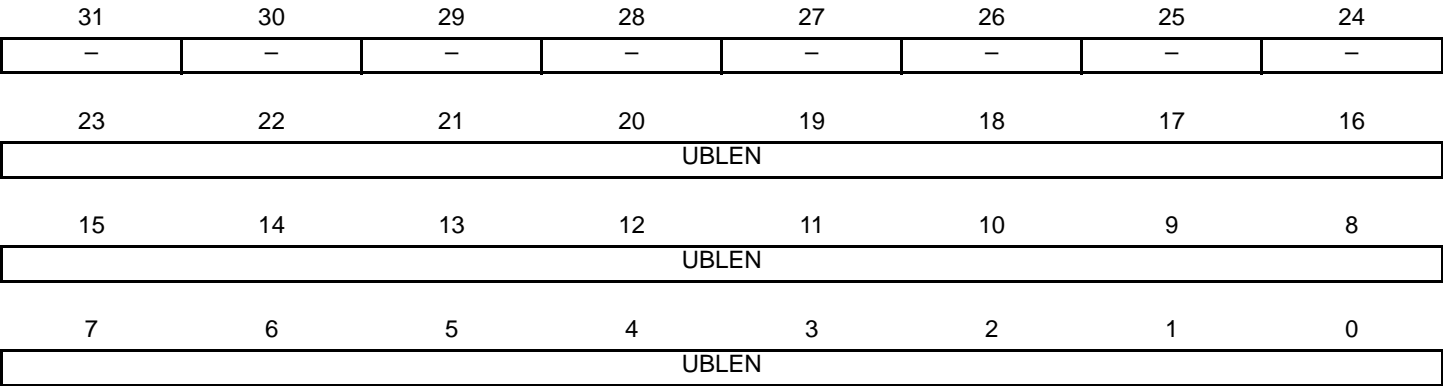 31 30 29 28 27 26 25 24
– – – – – – – –
23 22 21 20 19 18 17 16
UBLEN
15 14 13 12 11 10 9 8
UBLEN
7 6 5 4 3 2 1 0
UBLEN